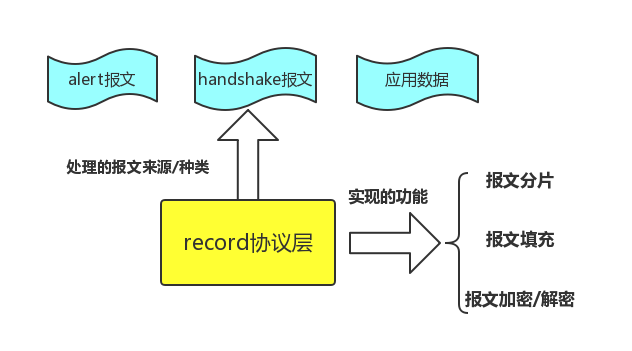 alert报文
handshake报文
应用数据
处理的报文来源/种类
实现的功能
报文分片
record协议层
报文填充
报文加密/解密